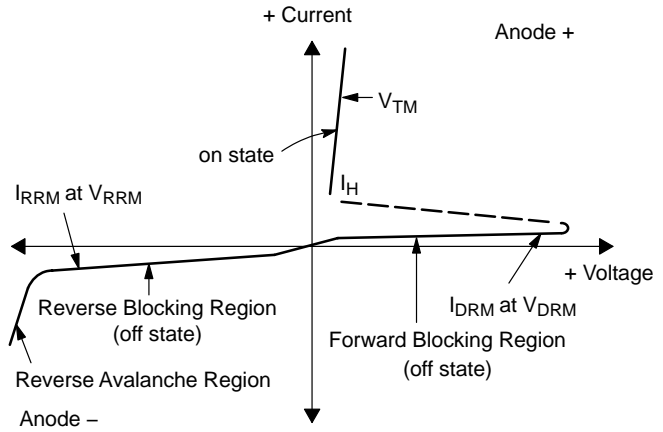 + Current
Anode +
VTM
on state
IH
IRRM at VRRM
+ Voltage
IDRM at VDRM
Reverse Blocking Region
(off state)
Forward Blocking Region
(off state)
Reverse Avalanche Region
Anode –